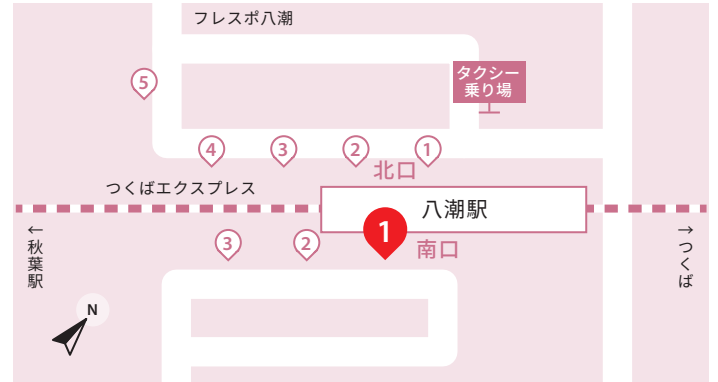 フレスポ八潮
タクシー
乗り場
5
4
3
2
1
北口
つくばエクスプレス
八潮駅
1
南口
3
2
←秋葉駅
→つくば
N